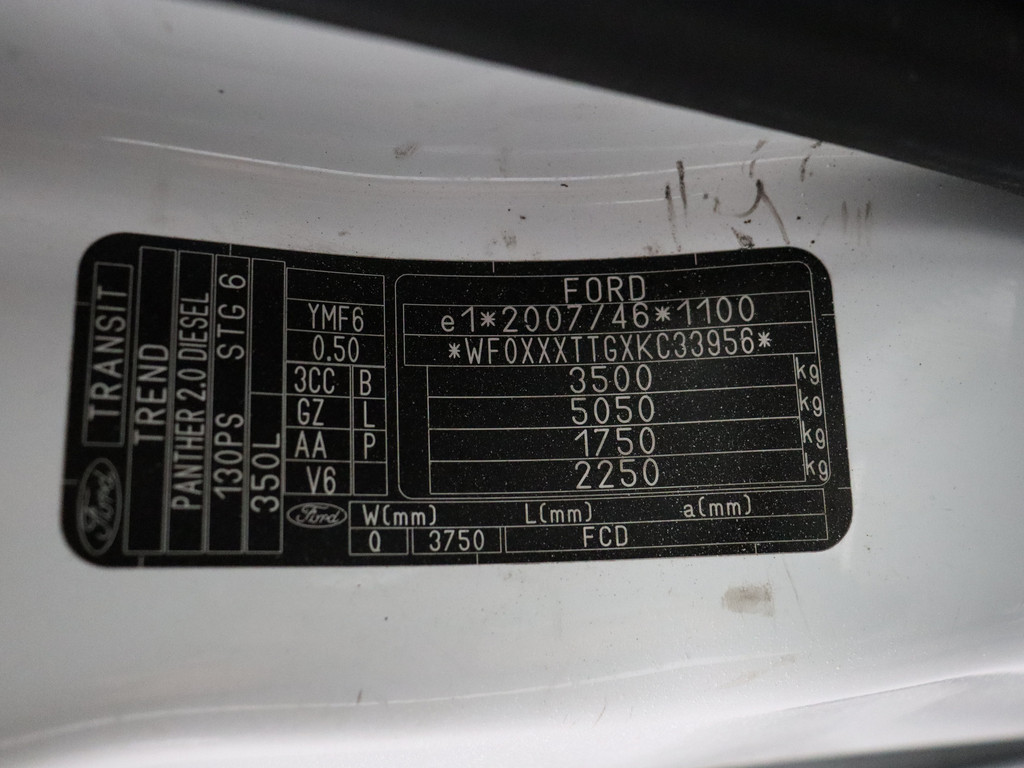 Ford
TRANSIT
TREND
PANTHER 2.0 DIESEL
130PS STG 6
350L
YMF6
0.50
3CC B
GZ L
AA P
V6
FORD
e1*2007/46*1100
*WF0XXXTTGXKC33956*
3500 kg
5050 kg
1750 kg
2250 kg
Ford W(mm) L(mm) a(mm)
Q 3750 FCD